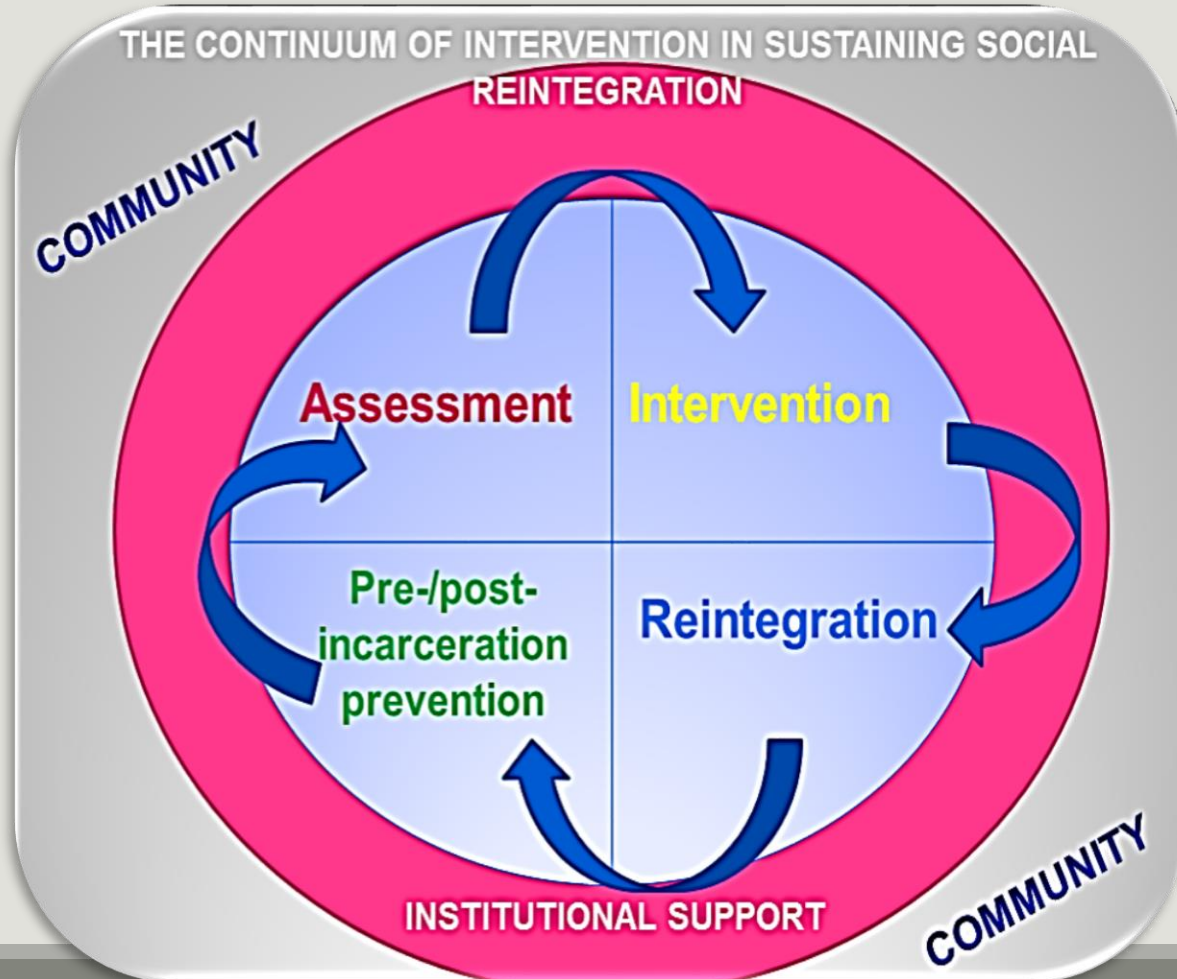 THE CONTINUUM OF INTERVENTION IN SUSTAINING SOCIAL
REINTEGRATION
COMMUNITY
Assessment
Intervention
Pre-/post-
incarceration
prevention
Reintegration
INSTITUTIONAL SUPPORT
COMMUNITY